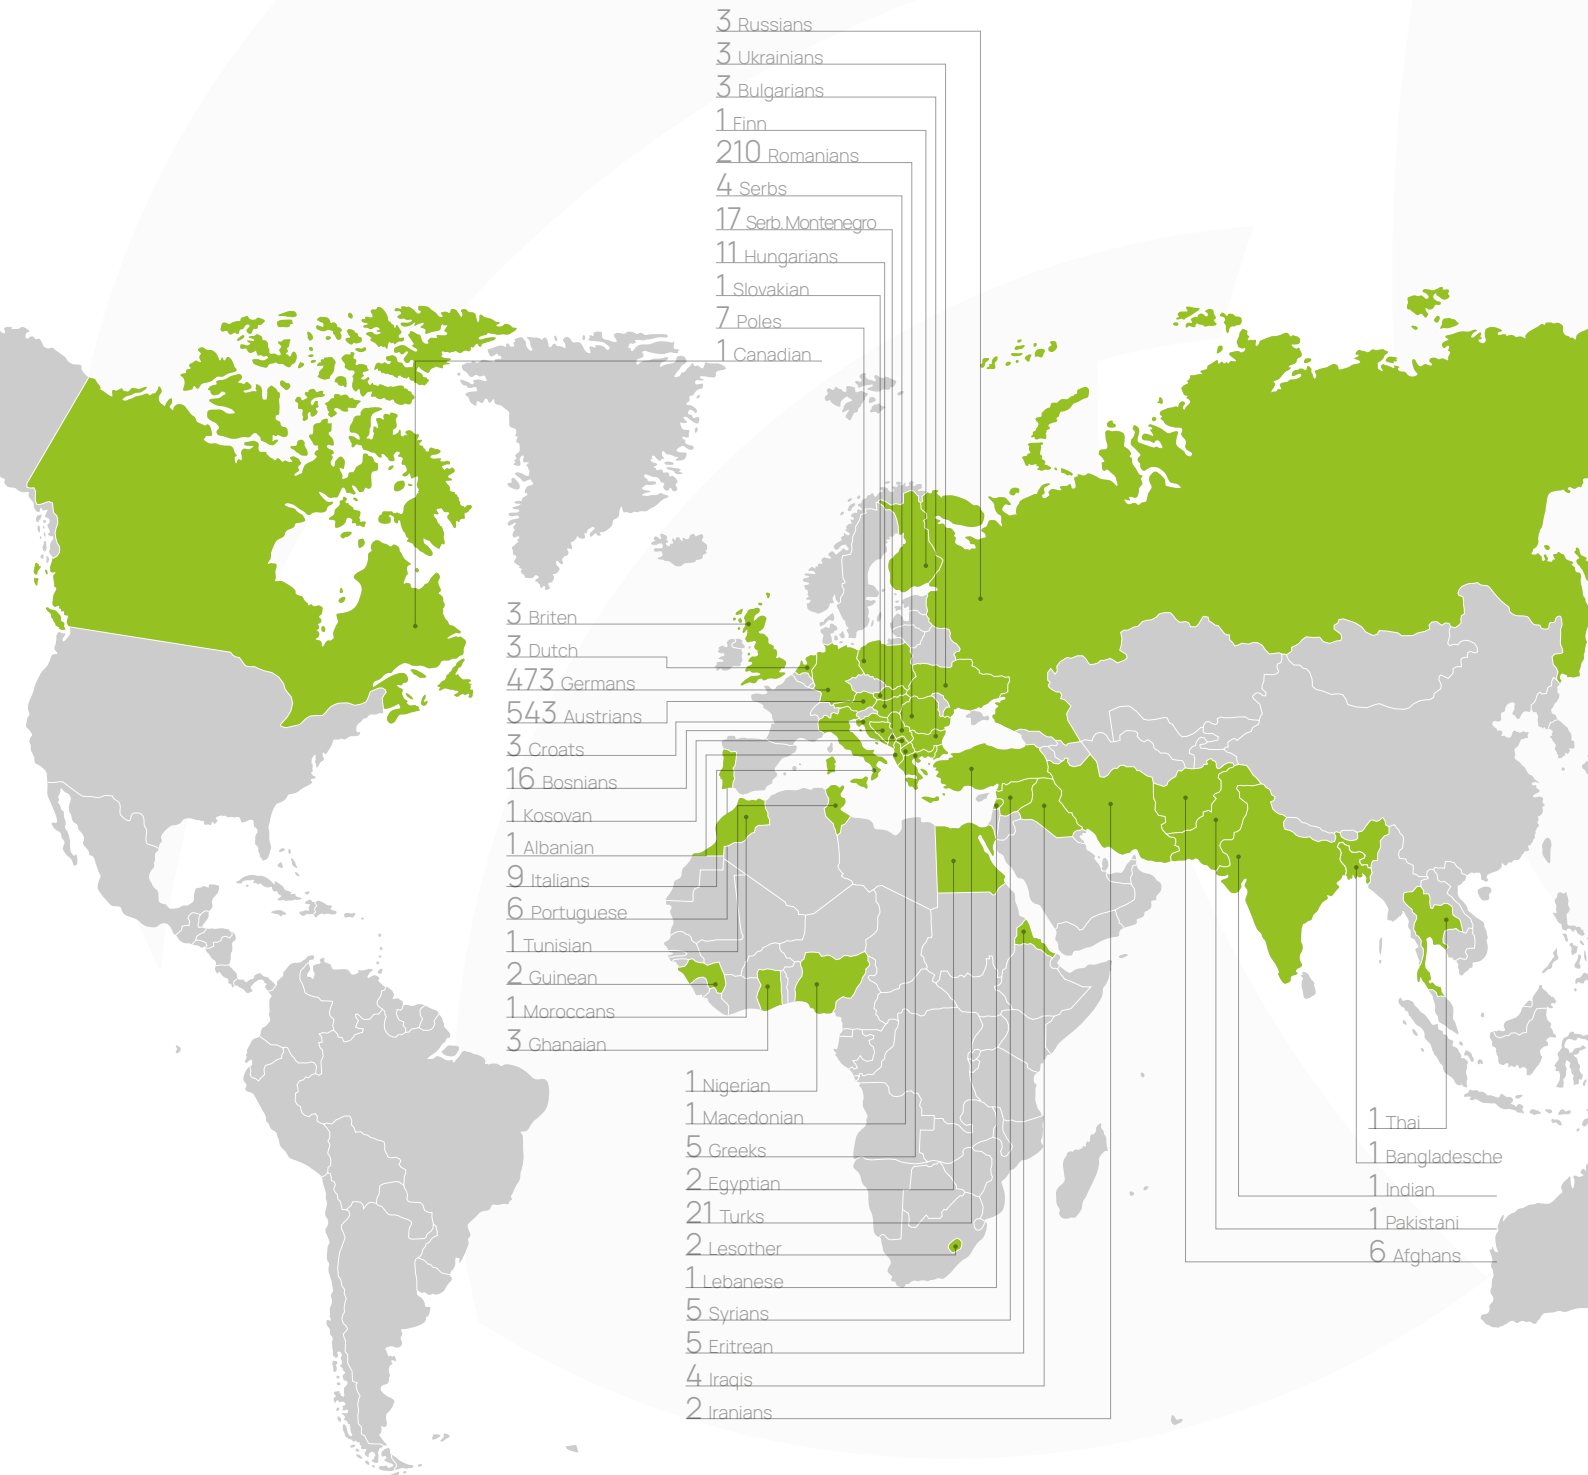 3 Russians
3 Ukrainians
3 Bulgarians
1 Finn
210 Romanians
4 Serbs
17 Serb. Montenegro
11 Hungarians
1 Slovakian
7 Poles
1 Canadian
3 Briten
3 Dutch
473 Germans
543 Austrians
3 Croats
16 Bosnians
1 Kosovan
1 Albanian
9 Italians
6 Portuguese
1 Tunisian
2 Guinean
1 Moroccans
3 Ghanaian
1 Nigerian
1 Macedonian
5 Greeks
2 Egyptian
21 Turks
2 Lesother
1 Lebanese
5 Syrians
5 Eritrean
4 Iraqis
2 Iranians
1 Thai
1 Bangladesche
1 Indian
1 Pakistani
6 Afghans